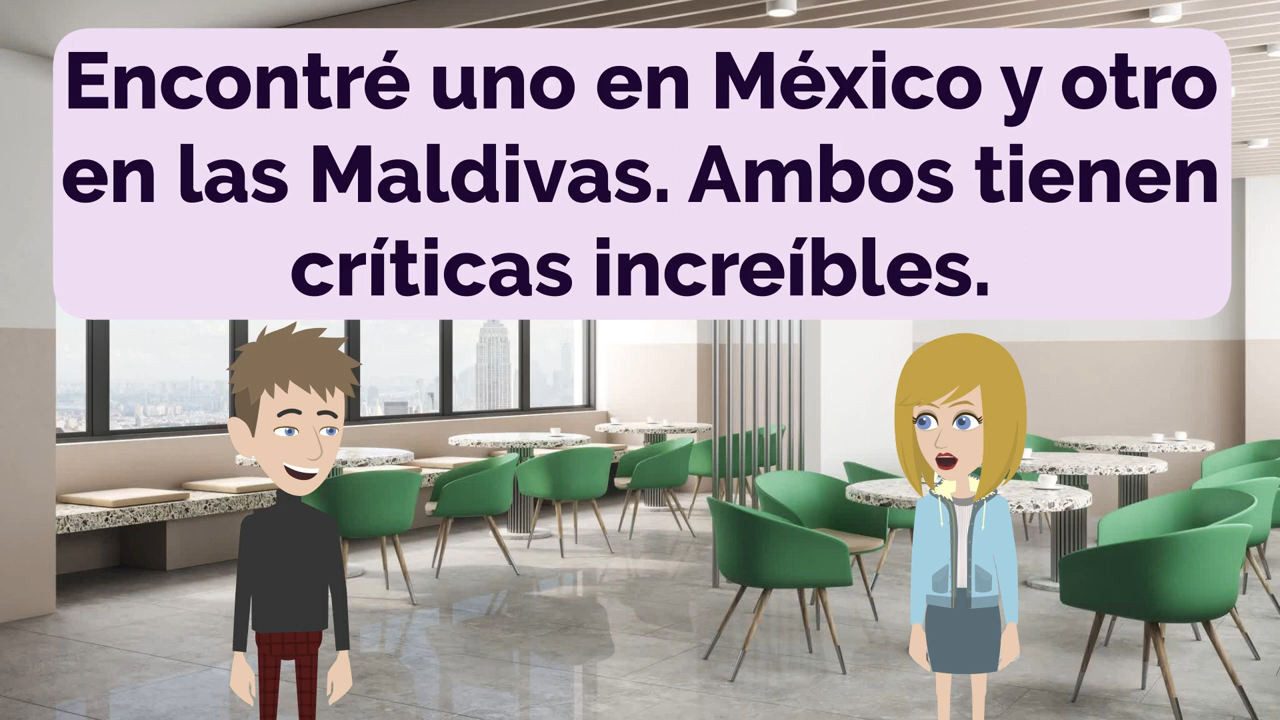 Encontré uno en México y otro
en las Maldivas. Ambos tienen
críticas increíbles.